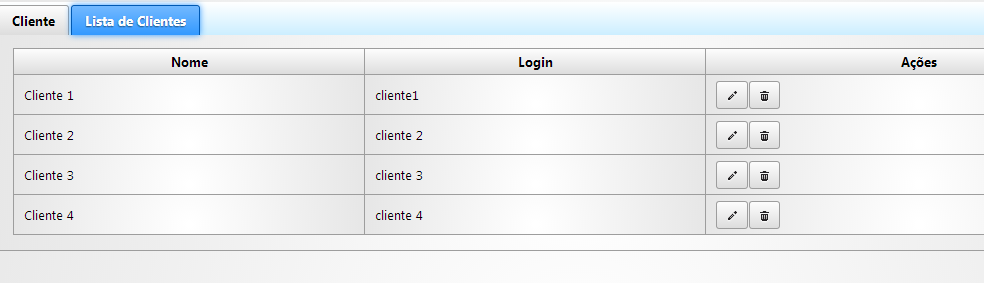 Cliente Lista de Clientes
Nome Login Ações
Cliente 1 cliente1
Cliente 2 cliente 2
Cliente 3 cliente 3
Cliente 4 cliente 4